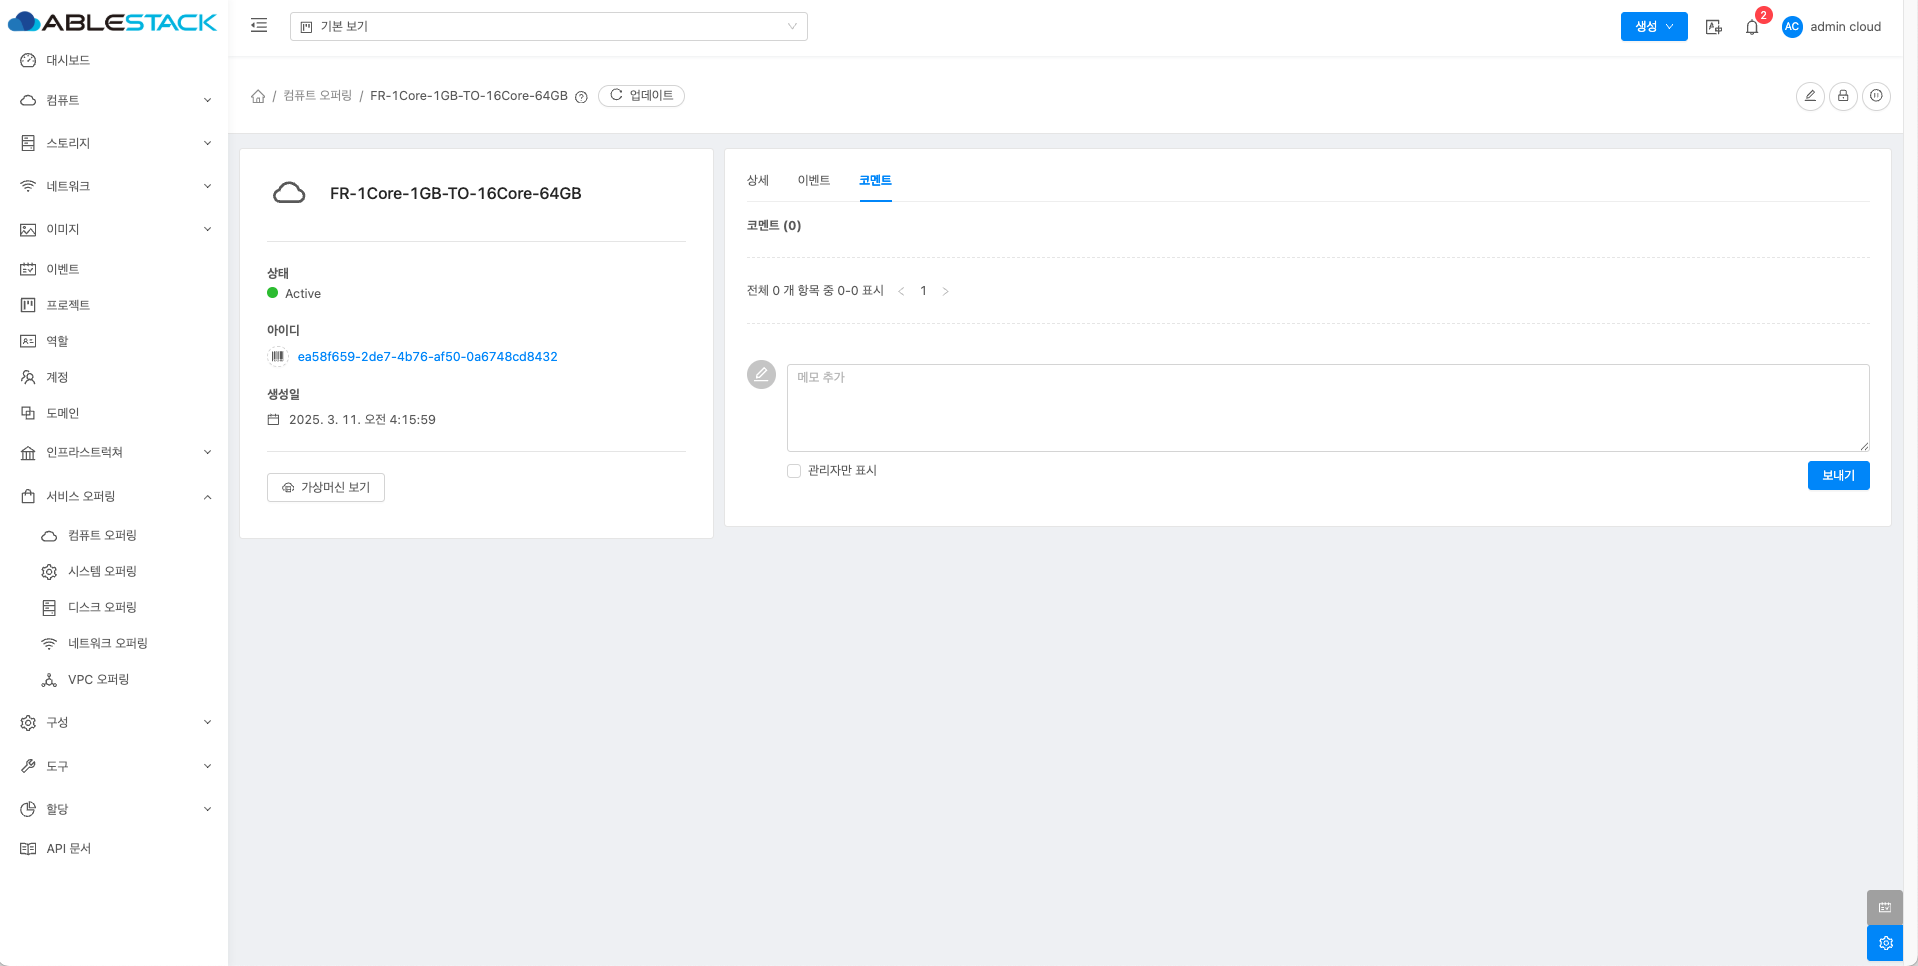 ABLESTACK
기본 보기
생성
2
AC
admin cloud
대시보드
컴퓨트
스토리지
네트워크
이미지
이벤트
프로젝트
역할
계정
도메인
인프라스트럭쳐
서비스 오퍼링
컴퓨트 오퍼링
시스템 오퍼링
디스크 오퍼링
네트워크 오퍼링
VPC 오퍼링
구성
도구
할당
API 문서
/ 컴퓨트 오퍼링 / FR-1Core-1GB-TO-16Core-64GB
업데이트
FR-1Core-1GB-TO-16Core-64GB
상태
Active
아이디
ea58f659-2de7-4b76-af50-0a6748cd8432
생성일
2025. 3. 11. 오전 4:15:59
가상머신 보기
상세 이벤트 코멘트
코멘트 (0)
전체 0 개 항목 중 0-0 표시 < 1 >
메모 추가
관리자만 표시
보내기